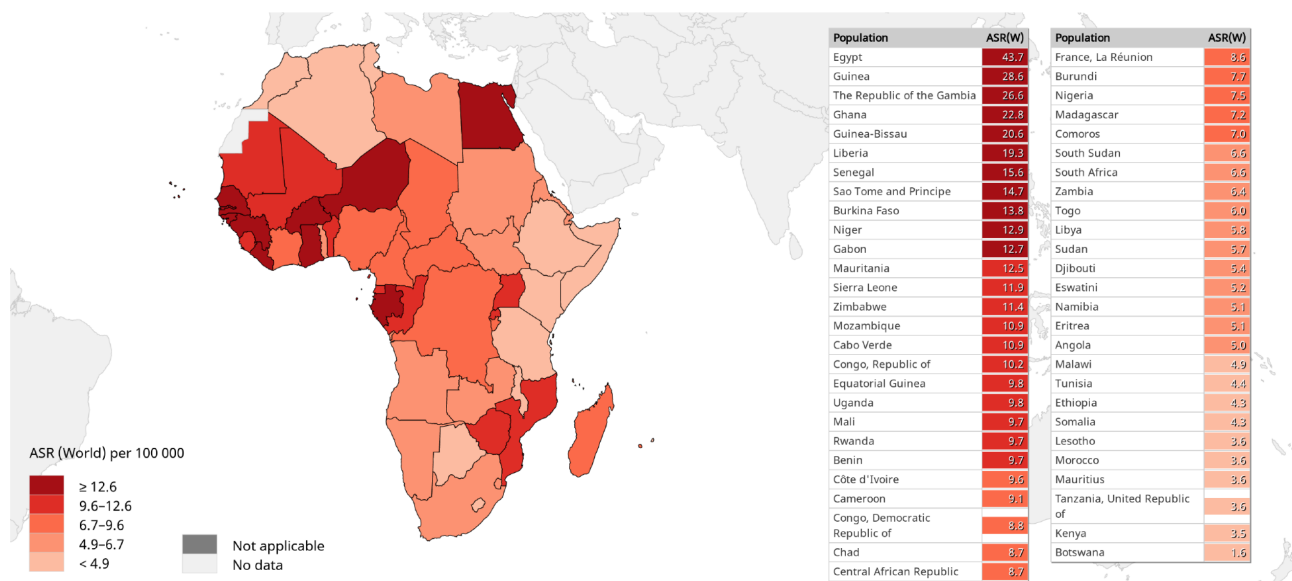 Population ASR(W)
Egypt 43.7
Guinea 28.6
The Republic of the Gambia 26.6
Ghana 22.8
Guinea-Bissau 20.6
Liberia 19.3
Senegal 15.6
Sao Tome and Principe 14.7
Burkina Faso 13.8
Niger 12.9
Gabon 12.7
Mauritania 12.5
Sierra Leone 11.9
Zimbabwe 11.4
Mozambique 10.9
Cabo Verde 10.9
Congo, Republic of 10.2
Equatorial Guinea 9.8
Uganda 9.8
Mali 9.7
Rwanda 9.7
Benin 9.7
Côte d'Ivoire 9.6
Cameroon 9.1
Congo, Democratic
Republic of 8.8
Chad 8.7
Central African Republic 8.7
Population ASR(W)
France, La Réunion 8.6
Burundi 7.7
Nigeria 7.5
Madagascar 7.2
Comoros 7.0
South Sudan 6.6
South Africa 6.6
Zambia 6.4
Togo 6.0
Libya 5.8
Sudan 5.7
Djibouti 5.4
Eswatini 5.2
Namibia 5.1
Eritrea 5.1
Angola 5.0
Malawi 4.9
Tunisia 4.4
Ethiopia 4.3
Somalia 4.3
Lesotho 3.6
Morocco 3.6
Mauritius 3.6
Tanzania, United Republic
of 3.6
Kenya 3.5
Botswana 1.6
ASR (World) per 100 000
≥ 12.6
9.6–12.6
6.7–9.6
4.9–6.7
< 4.9
Not applicable
No data